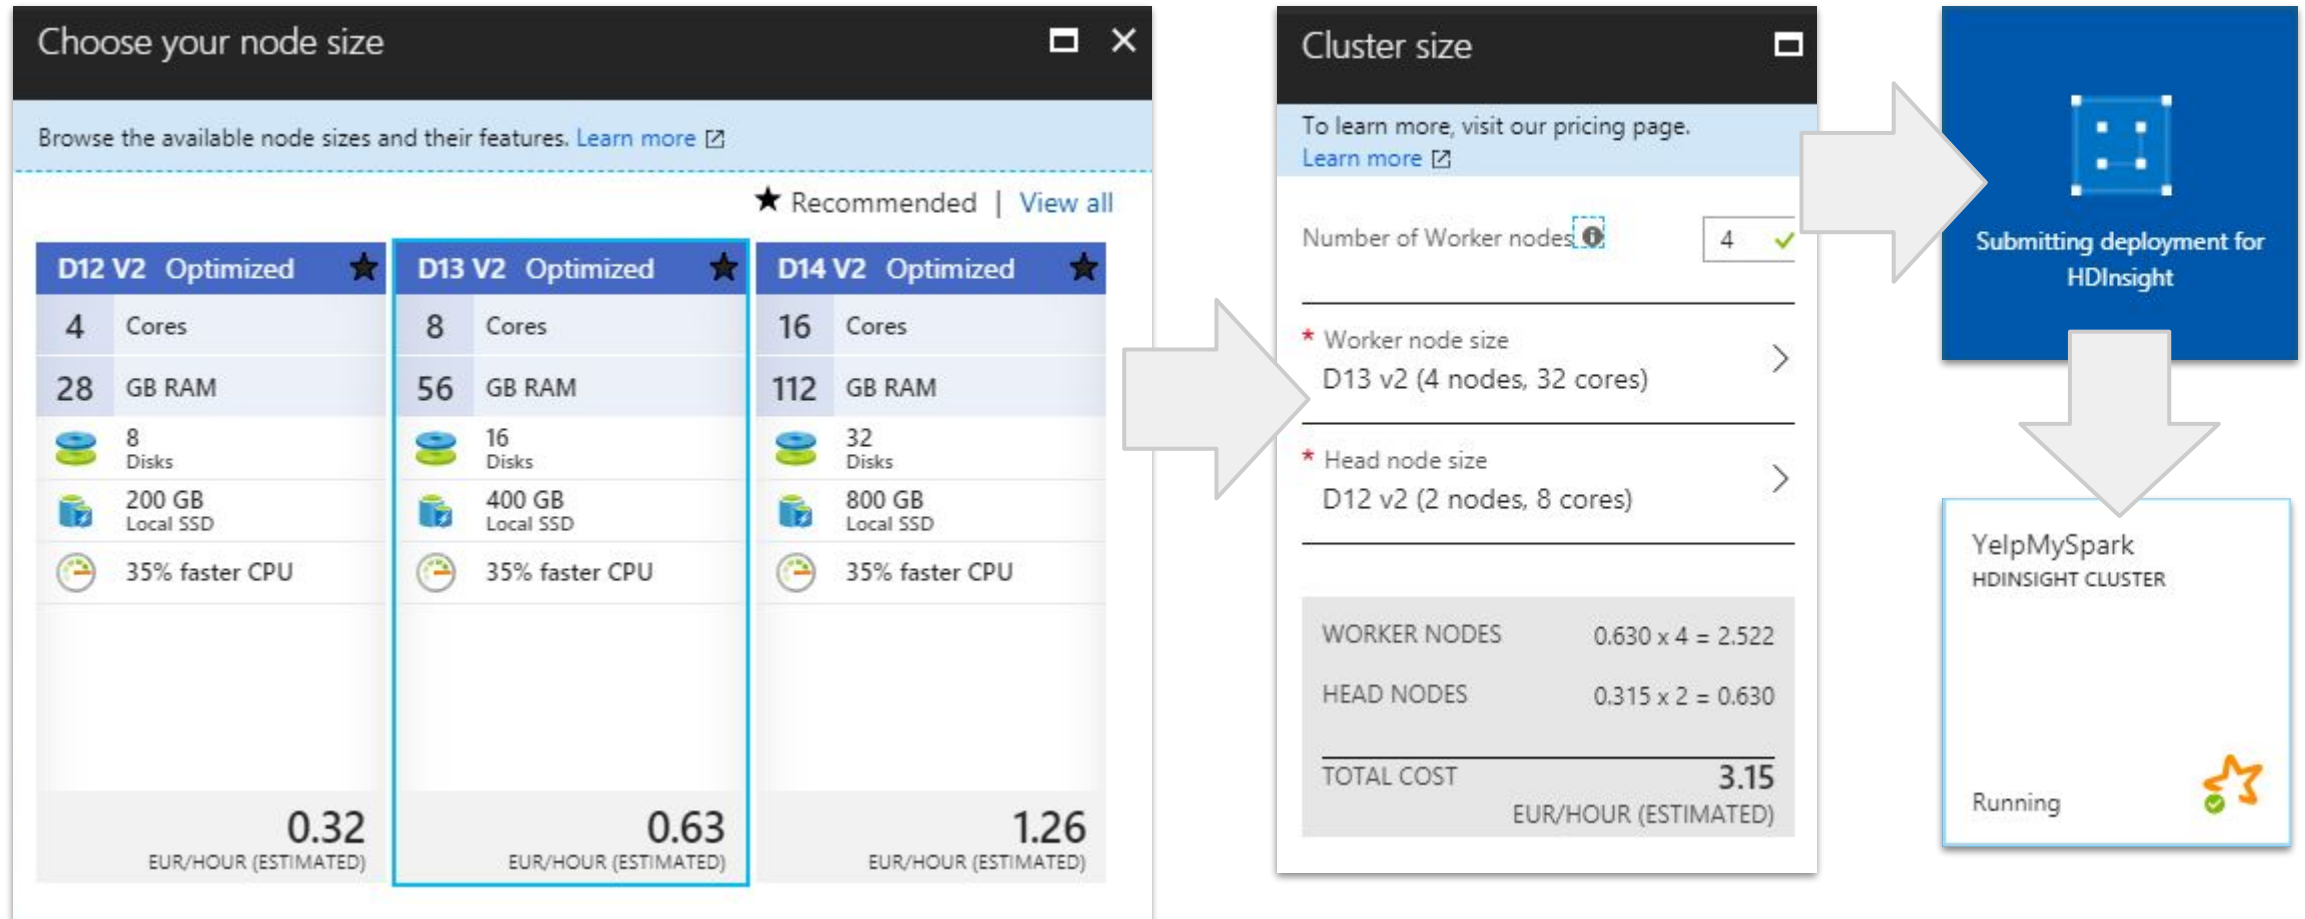 Choose your node size
Browse the available node sizes and their features. Learn more
Recommended | View all
D12 V2 Optimized
4 Cores
28 GB RAM
8
Disks
200 GB
Local SSD
35% faster CPU
0.32
EUR/HOUR (ESTIMATED)
D13 V2 Optimized
8 Cores
56 GB RAM
16
Disks
400 GB
Local SSD
35% faster CPU
0.63
EUR/HOUR (ESTIMATED)
D14 V2 Optimized
16 Cores
112 GB RAM
32
Disks
800 GB
Local SSD
35% faster CPU
1.26
EUR/HOUR (ESTIMATED)
Cluster size
To learn more, visit our pricing page.
Learn more
Number of Worker nodes 4
* Worker node size
D13 v2 (4 nodes, 32 cores)
* Head node size
D12 v2 (2 nodes, 8 cores)
WORKER NODES 0.630 x 4 = 2.522
HEAD NODES 0.315 x 2 = 0.630
TOTAL COST 3.15
EUR/HOUR (ESTIMATED)
Submitting deployment for
HDInsight
YelpMySpark
HDINSIGHT CLUSTER
Running